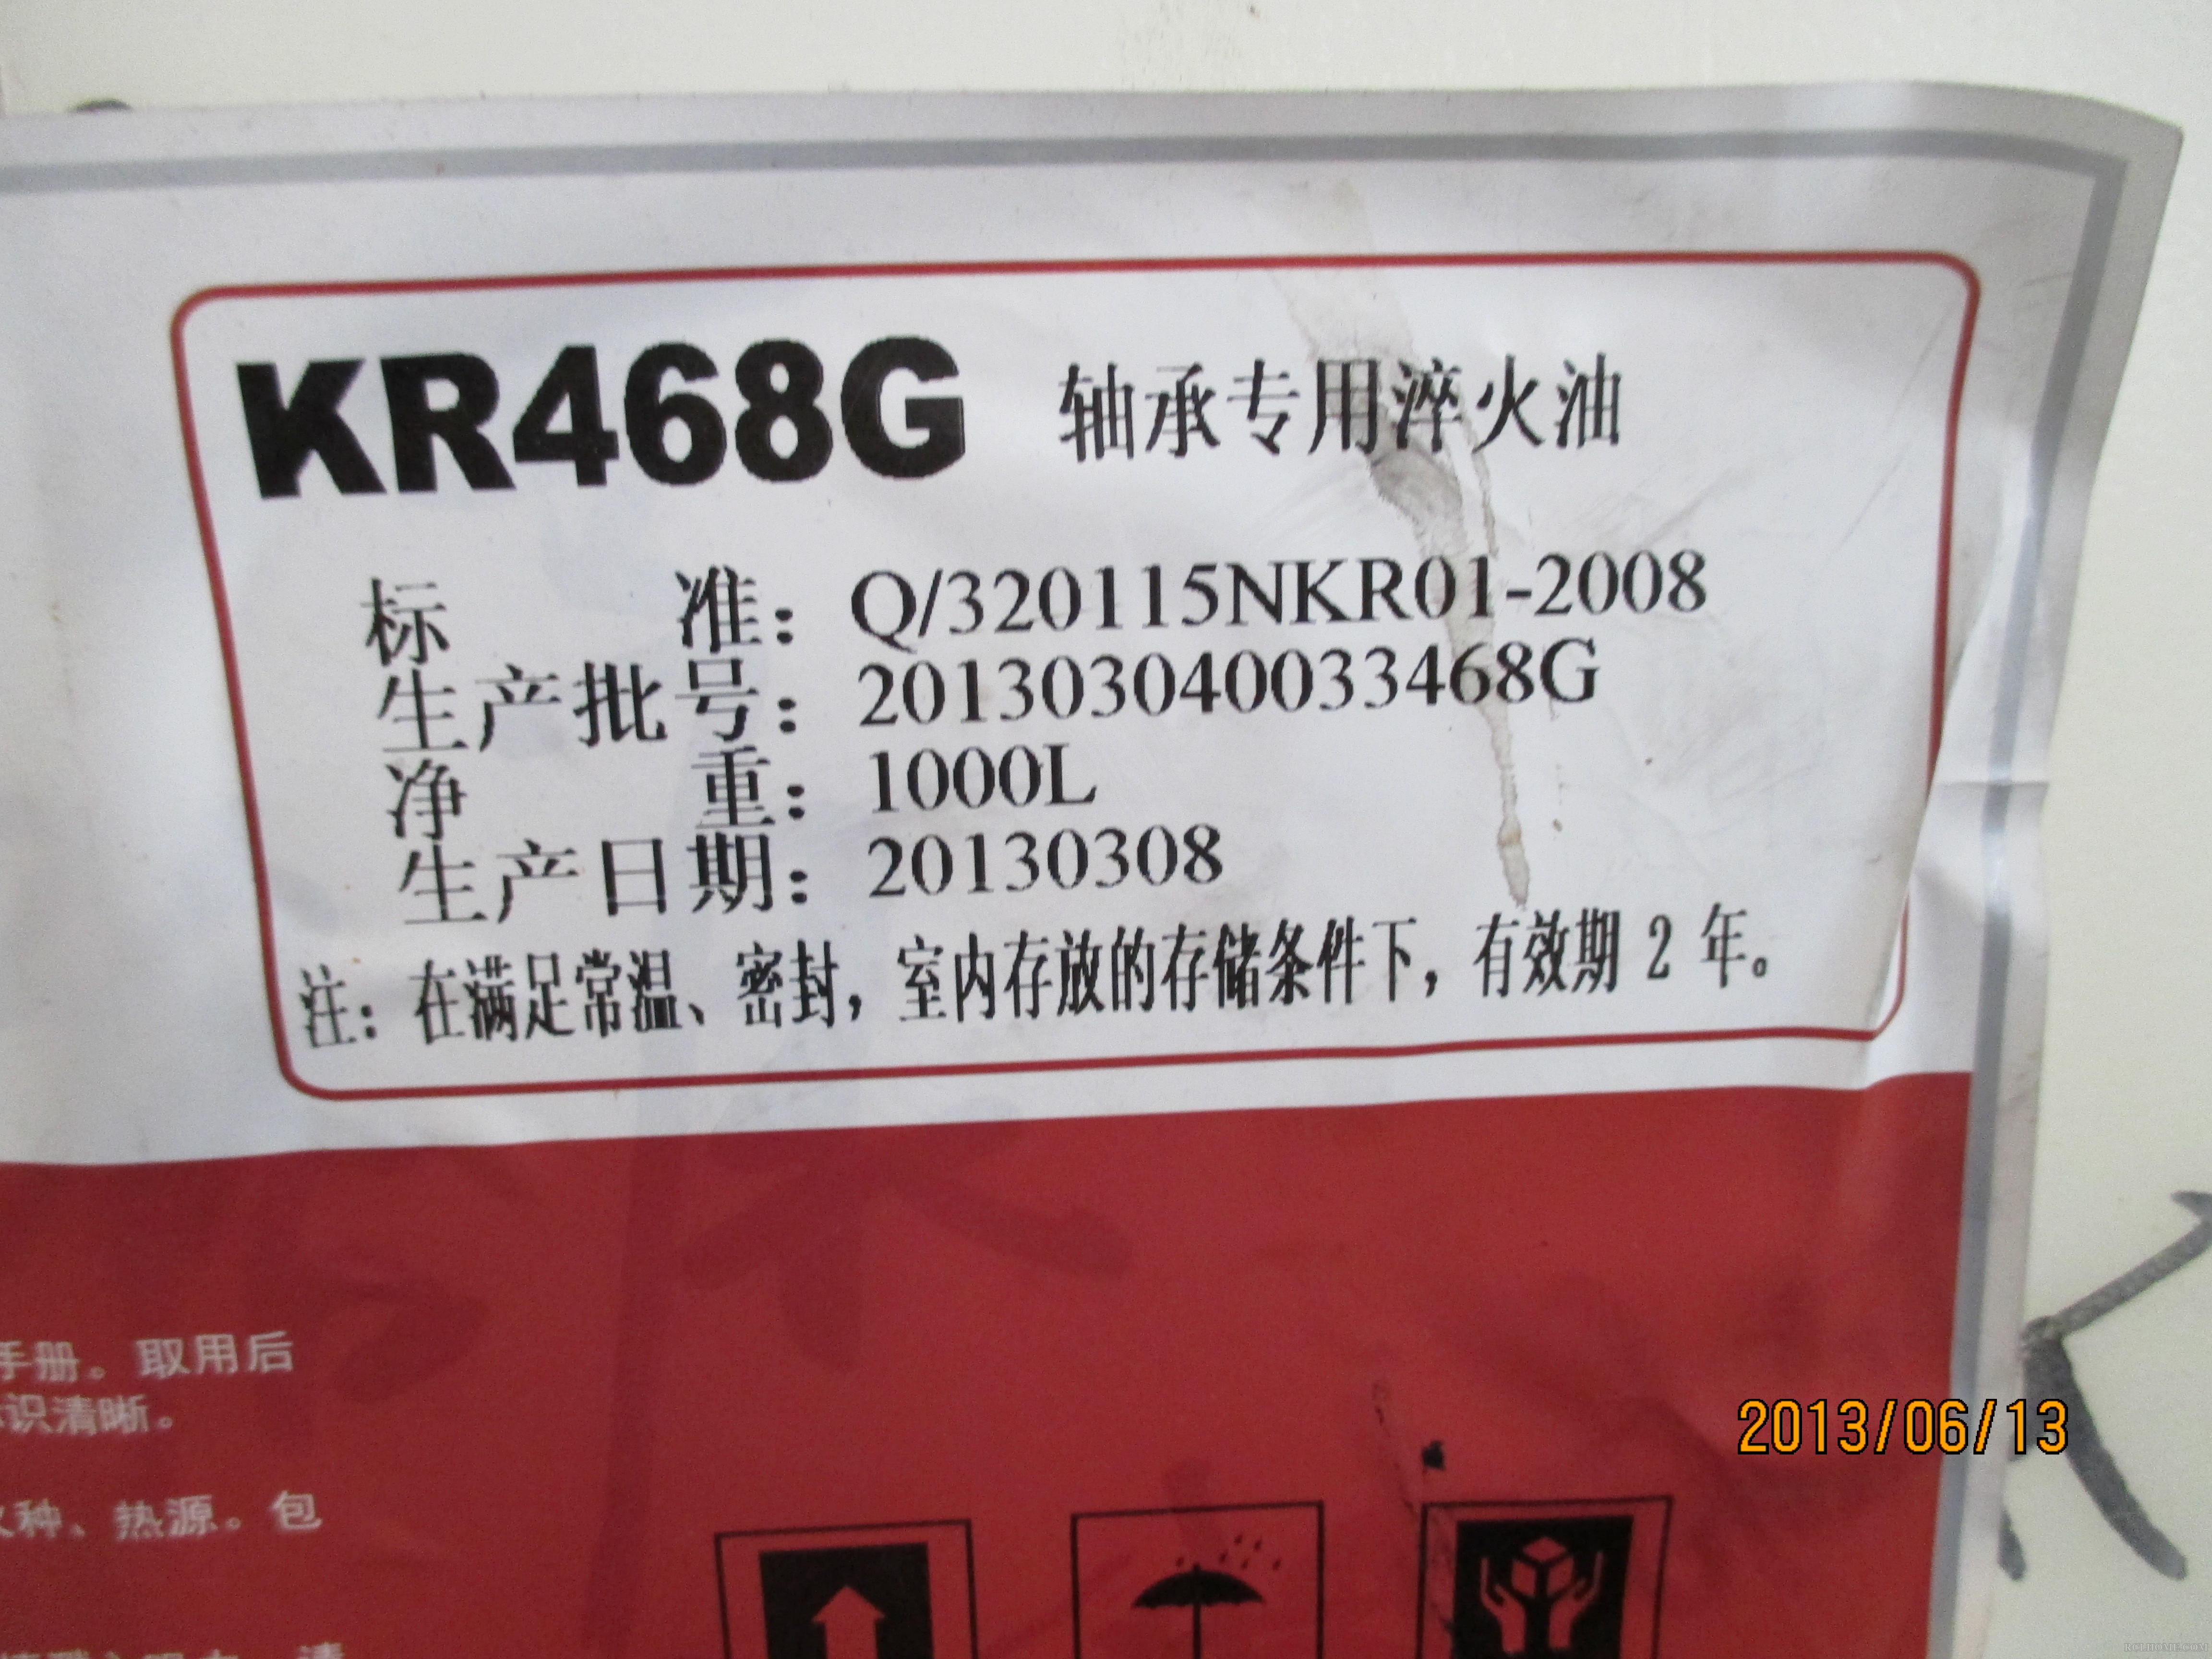 KR468G 轴承专用淬火油
标 准：Q/320115NKR01-2008
生产批号：201303040033468G
净 重：1000L
生产日期：20130308
注：在满足常温、密封，室内存放的存储条件下，有效期 2 年。
手册。取用后
识清晰。
种、热源。包
请
2013/06/13
K